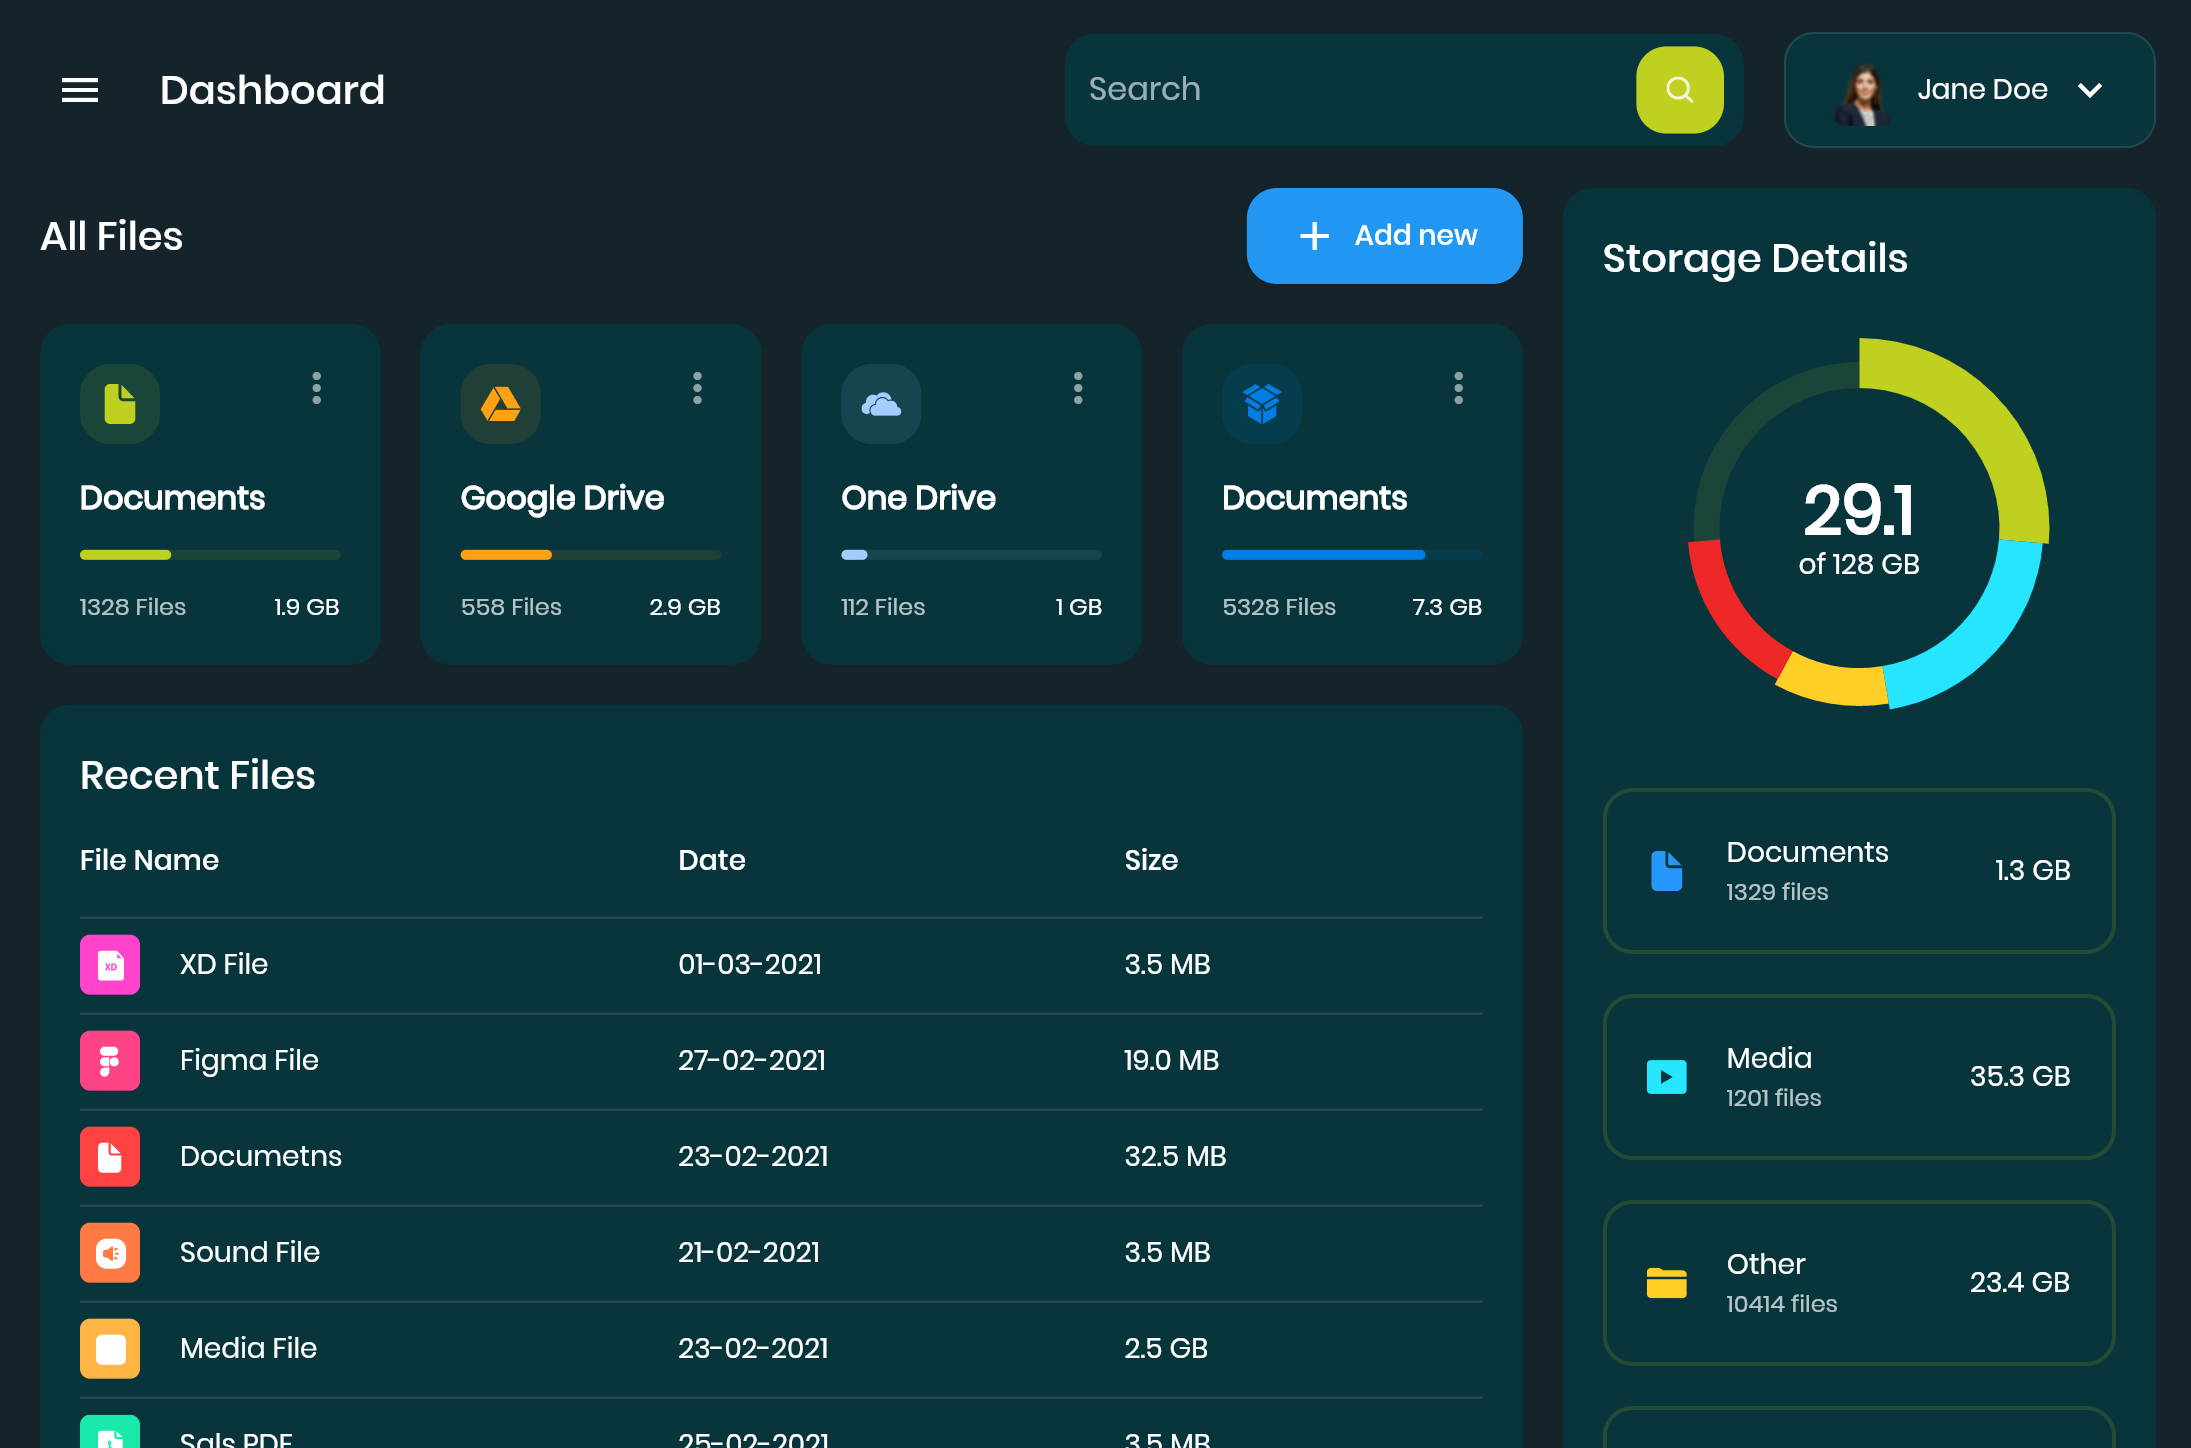 Dashboard
Search
Jane Doe
All Files
Add new
Documents
1328 Files 1.9 GB
Google Drive
558 Files 2.9 GB
One Drive
112 Files 1 GB
Documents
5328 Files 7.3 GB
Recent Files
File Name Date Size
XD
XD File 01-03-2021 3.5 MB
Figma File 27-02-2021 19.0 MB
Documetns 23-02-2021 32.5 MB
Sound File 21-02-2021 3.5 MB
Media File 23-02-2021 2.5 GB
Sals PDF 25-02-2021 3.5 MB
Storage Details
29.1
of 128 GB
Documents
1329 files
1.3 GB
Media
1201 files
35.3 GB
Other
10414 files
23.4 GB